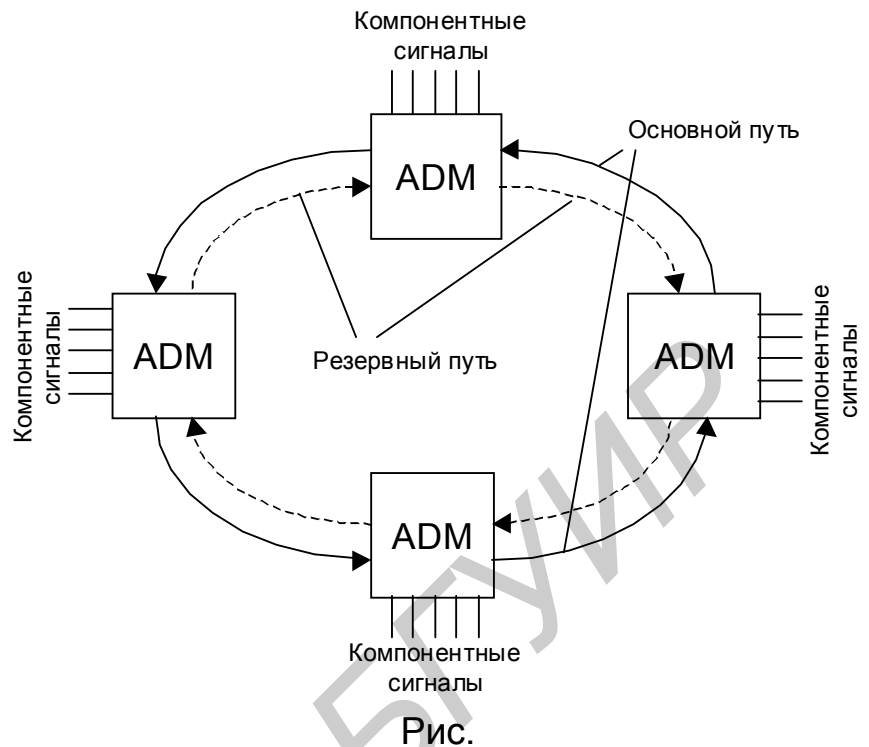 Компонентные
сигналы
Основной путь
ADM
Компонентные
сигналы
ADM
Резервный путь
ADM
Компонентные
сигналы
ADM
Компонентные
сигналы
БГУИР
Рис.